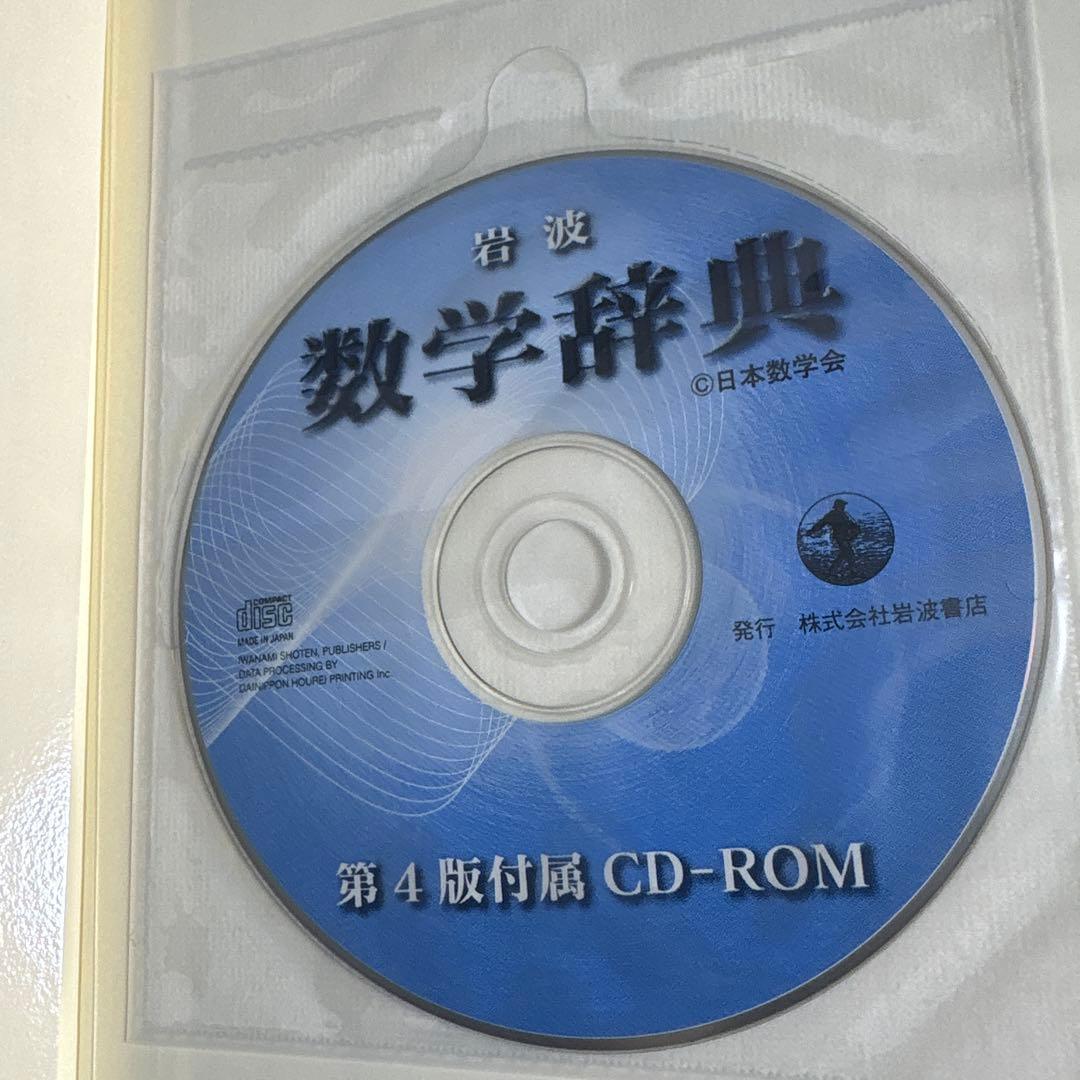 岩波
数学辞典
©日本数学会
COMPACT
disc
MADE IN JAPAN
IWANAMI SHOTEN, PUBLISHERS /
DATA PROCESSING BY
DAINIPPON HOUREI PRINTING Inc.
発行 株式会社岩波書店
第4版付属 CD-ROM